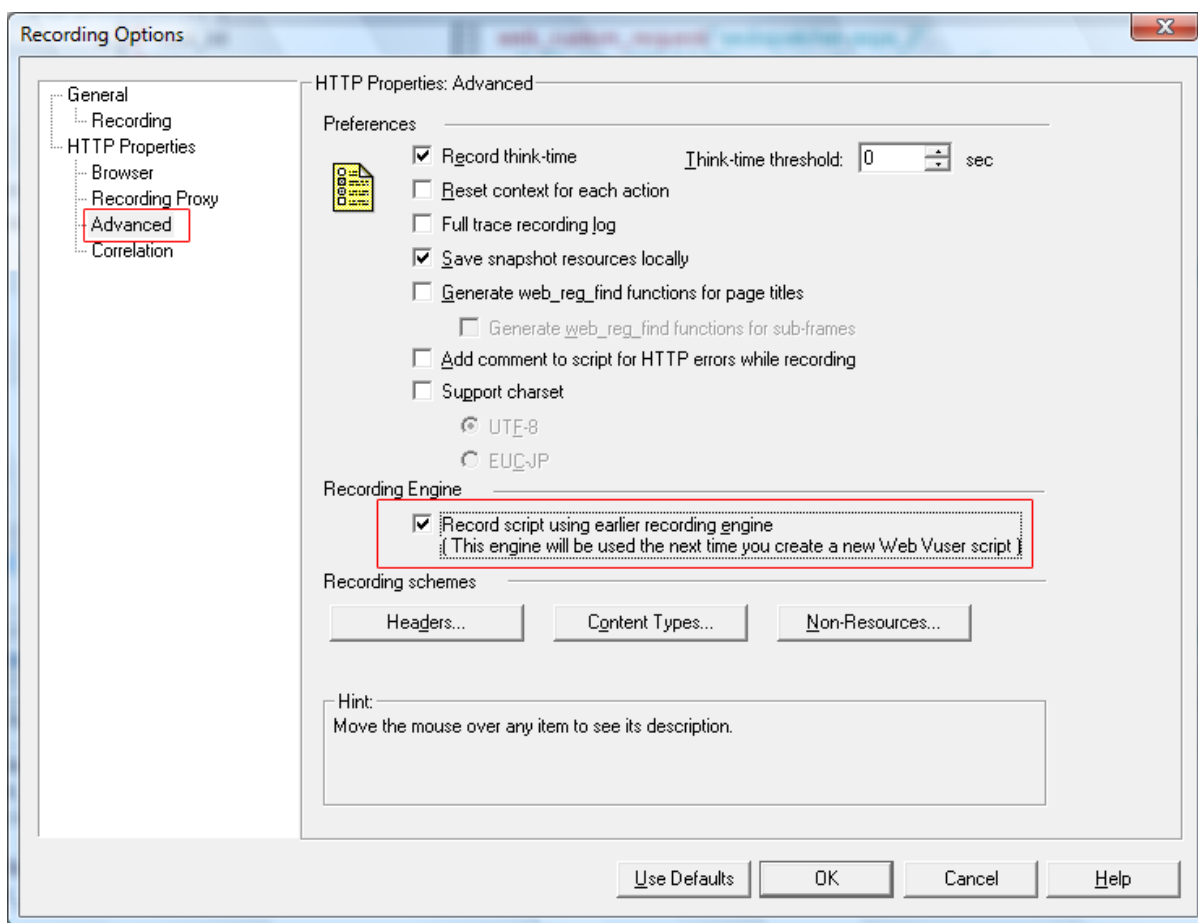 Recording Options
x
General
Recording
HTTP Properties
Browser
Recording Proxy
Advanced
Correlation
HTTP Properties: Advanced
Preferences
Record think-time
Think-time threshold: 0 sec
Reset context for each action
Full trace recording log
Save snapshot resources locally
Generate web_reg_find functions for page titles
Generate web_reg_find functions for sub-frames
Add comment to script for HTTP errors while recording
Support charset
UTF-8
EUC-JP
Recording Engine
Record script using earlier recording engine
( This engine will be used the next time you create a new Web Vuser script )
Recording schemes
Headers...
Content Types...
Non-Resources...
Hint:
Move the mouse over any item to see its description.
Use Defaults
OK
Cancel
Help